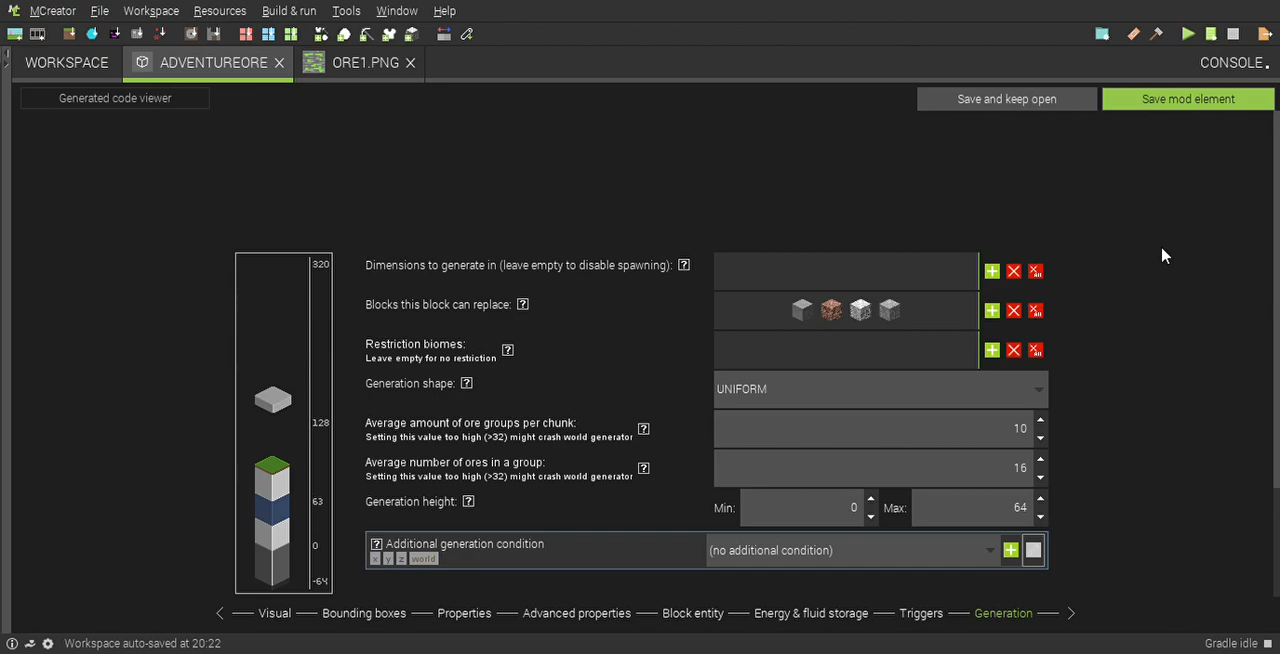 MCreator File Workspace Resources Build & run Tools Window Help
WORKSPACE ADVENTUREORE ORE1.PNG CONSOLE
Generated code viewer Save and keep open Save mod element
320
128
63
0
-64
Dimensions to generate in (leave empty to disable spawning): ?
Blocks this block can replace: ?
Restriction biomes: ?
Leave empty for no restriction
Generation shape: ? UNIFORM
Average amount of ore groups per chunk: ? 10
Setting this value too high (>32) might crash world generator
Average number of ores in a group: ? 16
Setting this value too high (>32) might crash world generator
Generation height: ? Min: 0 Max: 64
? Additional generation condition (no additional condition)
x y z world
Visual Bounding boxes Properties Advanced properties Block entity Energy & fluid storage Triggers Generation
Workspace auto-saved at 20:22 Gradle idle